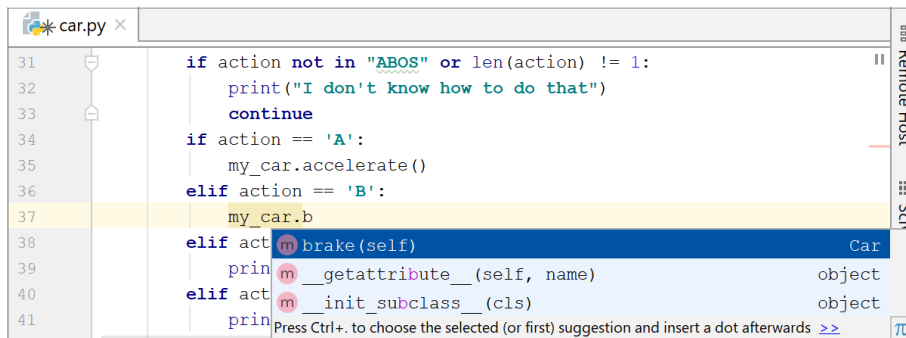 car.py
31 if action not in "ABOS" or len(action) != 1:
32 print("I don't know how to do that")
33 continue
34 if action == 'A':
35 my_car.accelerate()
36 elif action == 'B':
37 my_car.b
38 elif act
m brake(self) Car
39 prin
m __getattribute__(self, name) object
40 elif act
m __init_subclass__(cls) object
41 prin
Press Ctrl+. to choose the selected (or first) suggestion and insert a dot afterwards >>
Remote Host
π